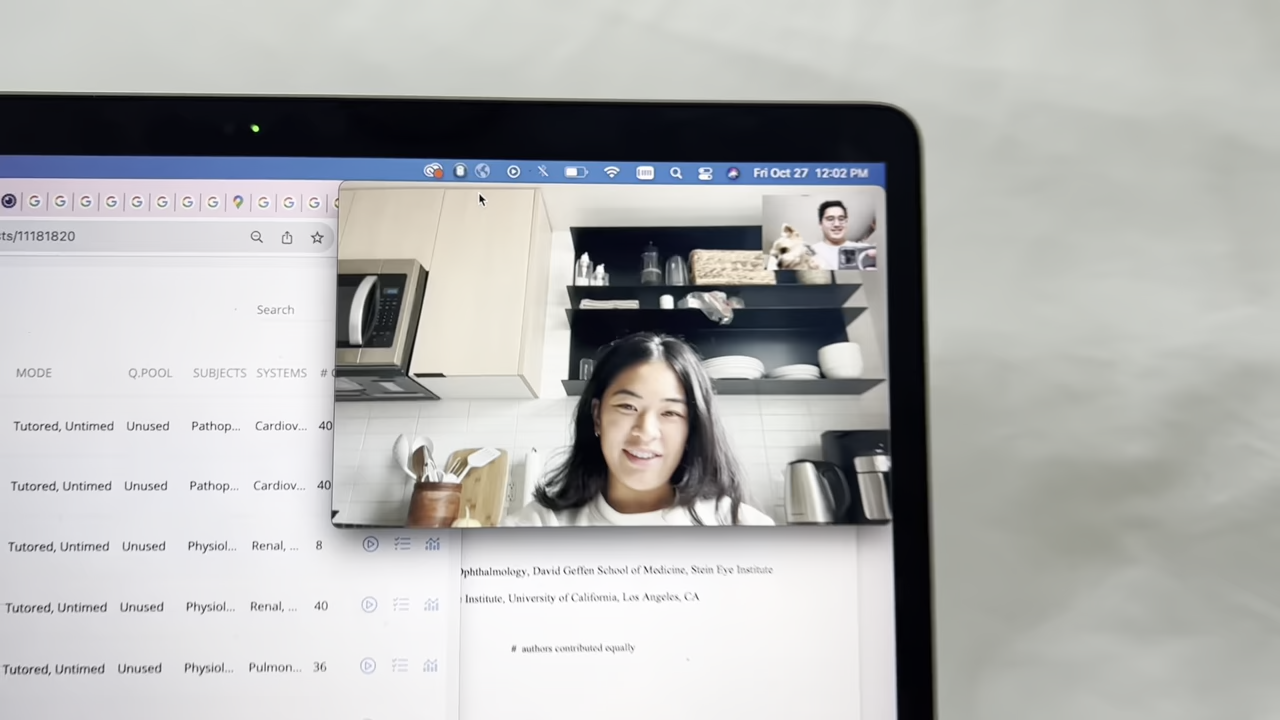 Fri Oct 27 12:02 PM
sts/11181820
Search
MODE Q.POOL SUBJECTS SYSTEMS #
Tutored, Untimed Unused Pathop... Cardiov... 40
Tutored, Untimed Unused Pathop... Cardiov... 40
Tutored, Untimed Unused Physiol... Renal, ... 8
Tutored, Untimed Unused Physiol... Renal, ... 40
Tutored, Untimed Unused Physiol... Pulmon... 36
Ophthalmology, David Geffen School of Medicine, Stein Eye Institute
Institute, University of California, Los Angeles, CA
# authors contributed equally